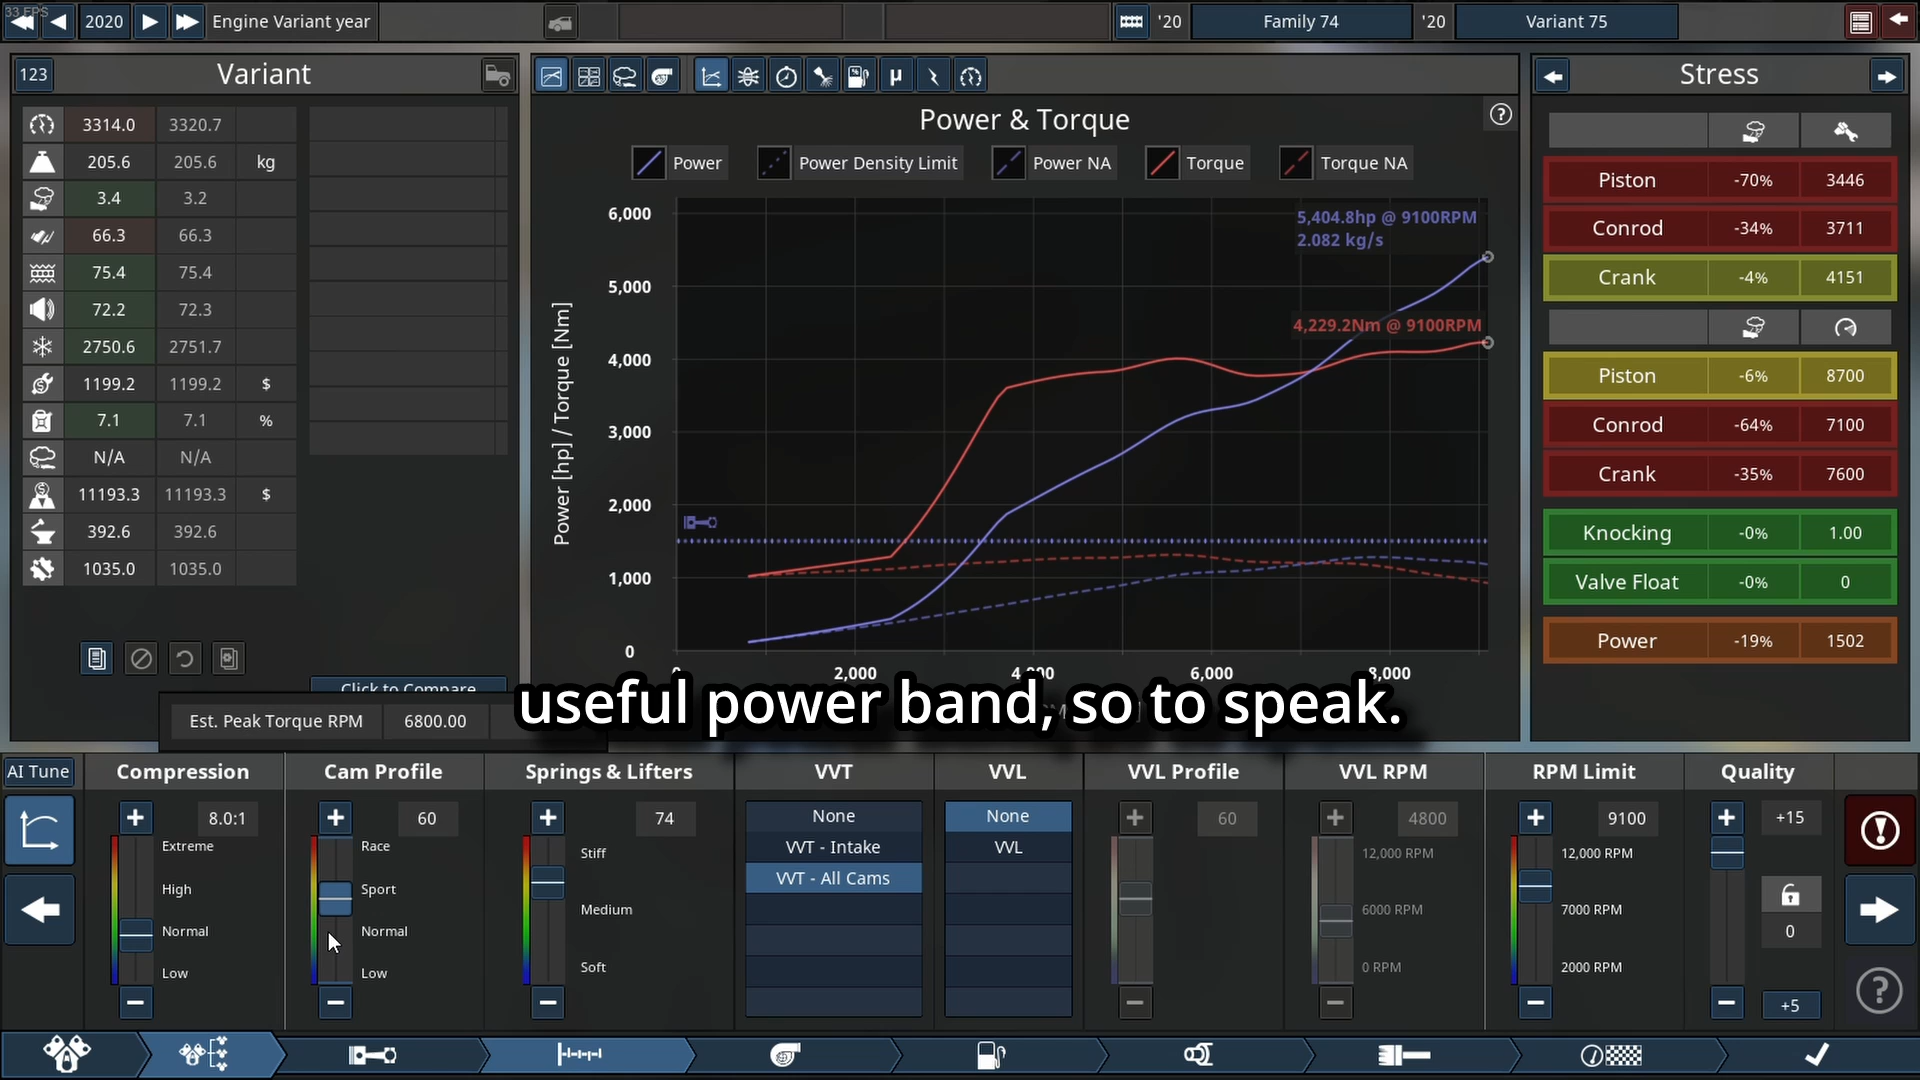 33 FPS
2020
Engine Variant year
'20
Family 74
'20
Variant 75
123
Variant
3314.0 3320.7
205.6 205.6 kg
3.4 3.2
66.3 66.3
75.4 75.4
72.2 72.3
2750.6 2751.7
1199.2 1199.2 $
7.1 7.1 %
N/A N/A
11193.3 11193.3 $
392.6 392.6
1035.0 1035.0
Click to Compare
Est. Peak Torque RPM 6800.00
Power & Torque
?
Power
Power Density Limit
Power NA
Torque
Torque NA
Power [hp] / Torque [Nm]
6,000
5,000
4,000
3,000
2,000
1,000
0
5,404.8hp @ 9100RPM
2.082 kg/s
4,229.2Nm @ 9100RPM
2,000
6,000
8,000
useful power band, so to speak.
Stress
Piston -70% 3446
Conrod -34% 3711
Crank -4% 4151
Piston -6% 8700
Conrod -64% 7100
Crank -35% 7600
Knocking -0% 1.00
Valve Float -0% 0
Power -19% 1502
AI Tune
Compression
8.0:1
Extreme
High
Normal
Low
Cam Profile
60
Race
Sport
Normal
Low
Springs & Lifters
74
Stiff
Medium
Soft
VVT
None
VVT - Intake
VVT - All Cams
VVL
None
VVL
VVL Profile
60
VVL RPM
4800
12,000 RPM
6000 RPM
0 RPM
RPM Limit
9100
12,000 RPM
7000 RPM
2000 RPM
Quality
+15
0
+5
?